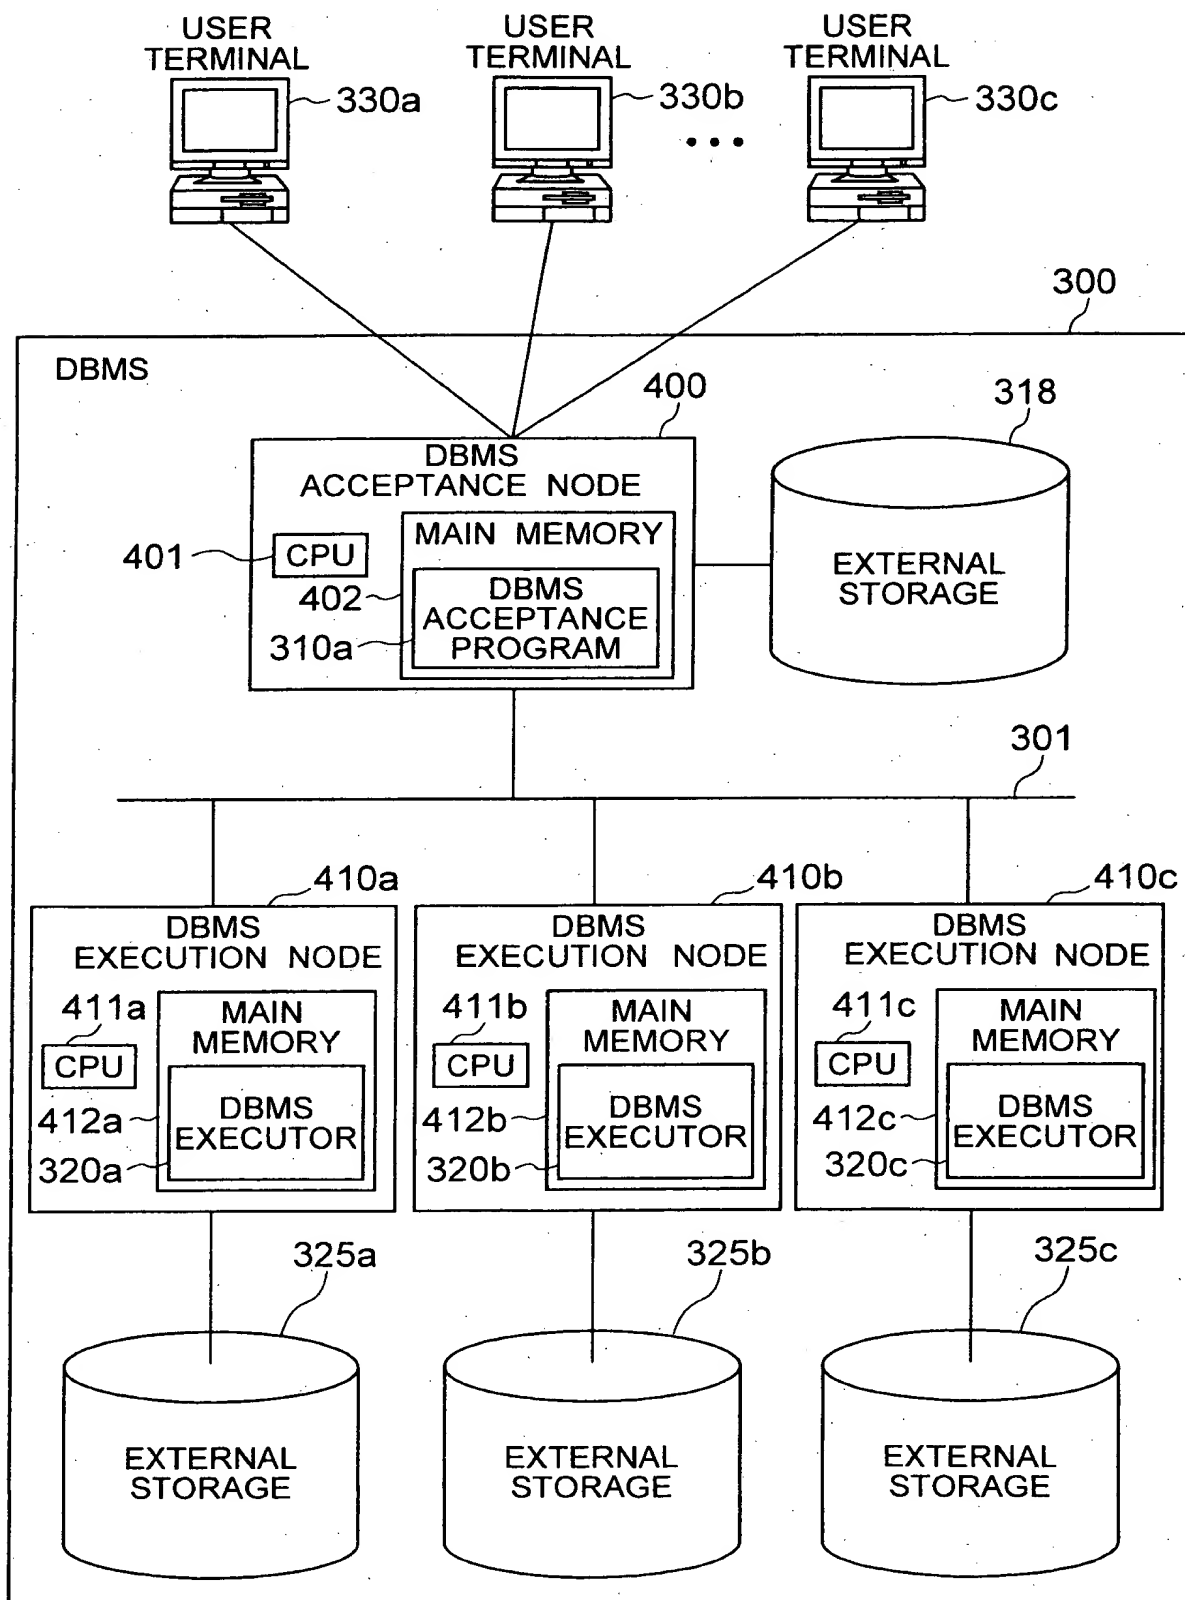 USER TERMINAL
330a
USER TERMINAL
330b
USER TERMINAL
330c
300
DBMS
400
318
DBMS
ACCEPTANCE NODE
401
CPU
MAIN MEMORY
402
DBMS
ACCEPTANCE
PROGRAM
310a
EXTERNAL
STORAGE
301
410a
DBMS
EXECUTION NODE
411a
CPU
MAIN
MEMORY
412a
DBMS
EXECUTOR
320a
410b
DBMS
EXECUTION NODE
411b
CPU
MAIN
MEMORY
412b
DBMS
EXECUTOR
320b
410c
DBMS
EXECUTION NODE
411c
CPU
MAIN
MEMORY
412c
DBMS
EXECUTOR
320c
325a
EXTERNAL
STORAGE
325b
EXTERNAL
STORAGE
325c
EXTERNAL
STORAGE